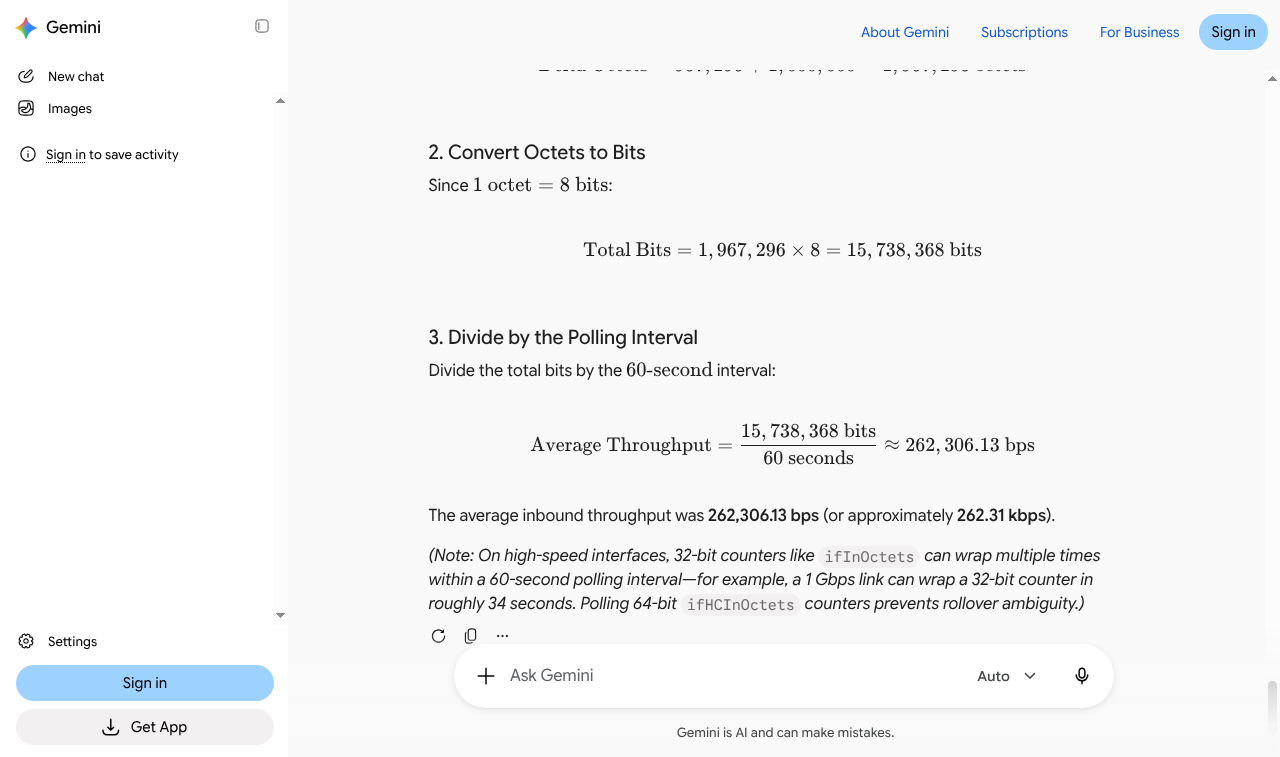 Gemini
New chat
Images
Sign in to save activity
Settings
Sign in
Get App
About Gemini
Subscriptions
For Business
Sign in
2. Convert Octets to Bits
Since 1 octet = 8 bits:
Total Bits = 1,967,296 × 8 = 15,738,368 bits
3. Divide by the Polling Interval
Divide the total bits by the 60-second interval:
Average Throughput = 15,738,368 bits / 60 seconds ≈ 262,306.13 bps
The average inbound throughput was 262,306.13 bps (or approximately 262.31 kbps).
(Note: On high-speed interfaces, 32-bit counters like ifInOctets can wrap multiple times
within a 60-second polling interval—for example, a 1 Gbps link can wrap a 32-bit counter in
roughly 34 seconds. Polling 64-bit ifHCInOctets counters prevents rollover ambiguity.)
Ask Gemini
Auto
Gemini is AI and can make mistakes.